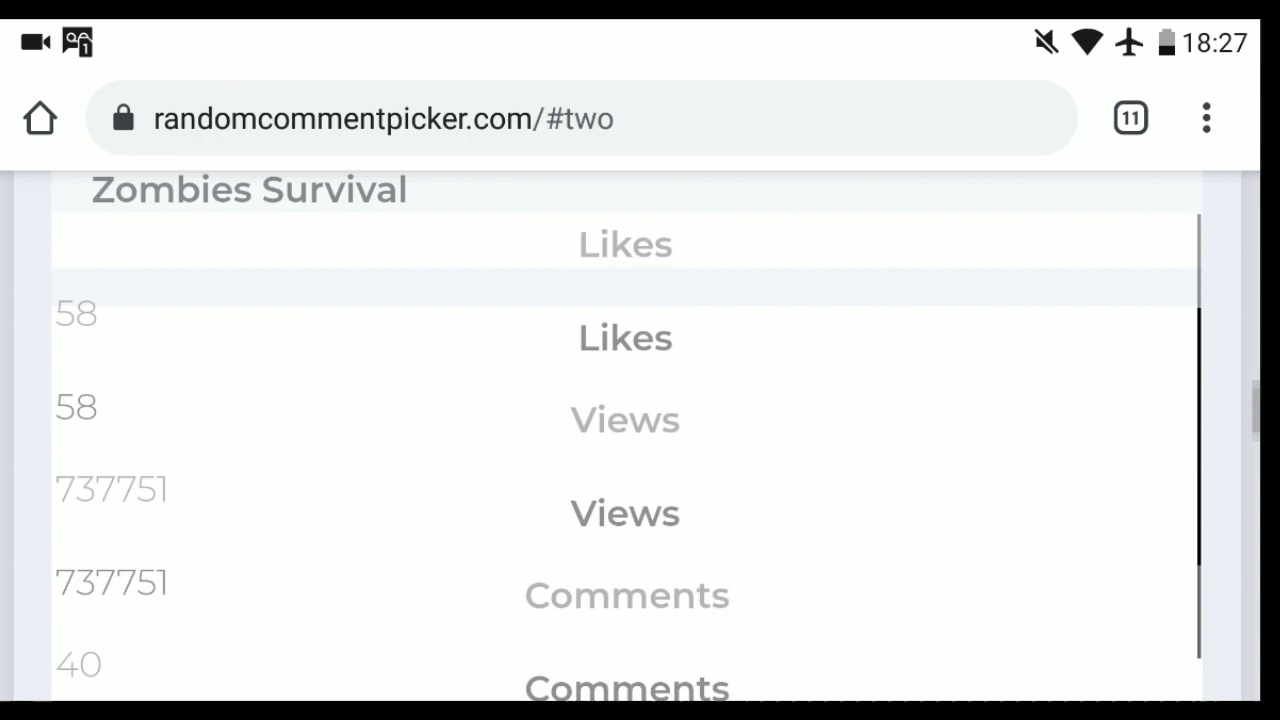 18:27
randomcommentpicker.com/#two
11
Zombies Survival
Likes
58
Likes
58
Views
737751
Views
737751
Comments
40
Comments